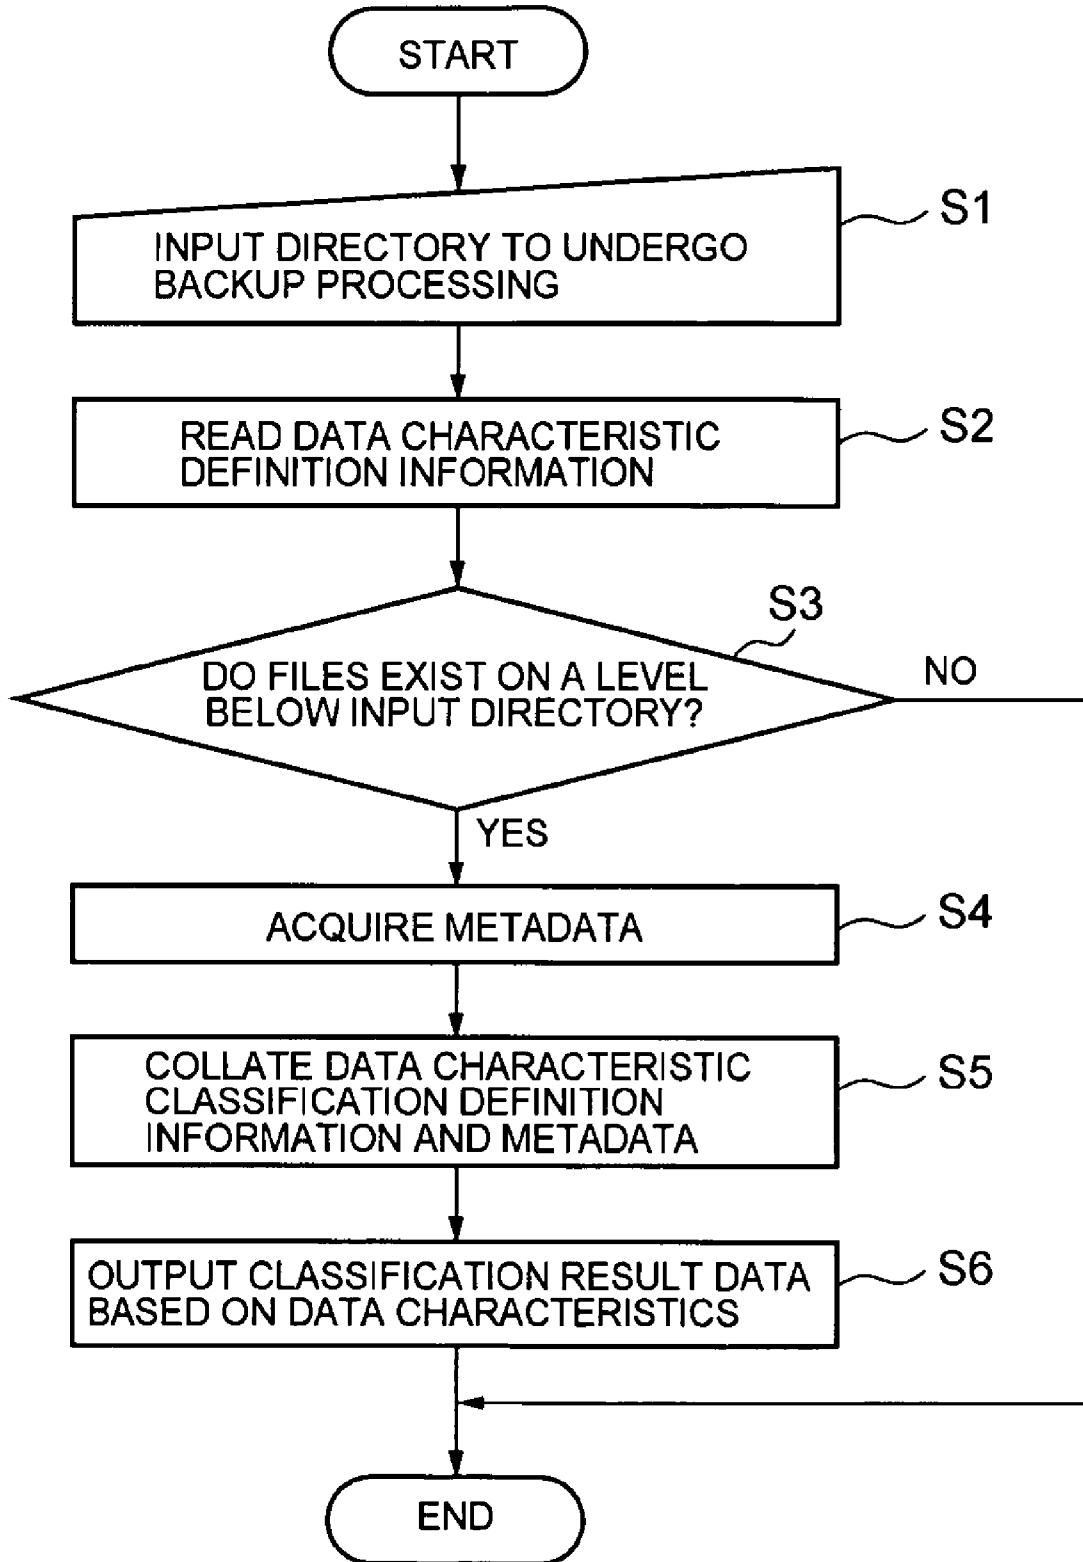 START
S1
INPUT DIRECTORY TO UNDERGO
BACKUP PROCESSING
S2
READ DATA CHARACTERISTIC
DEFINITION INFORMATION
S3
DO FILES EXIST ON A LEVEL
BELOW INPUT DIRECTORY?
NO
YES
ACQUIRE METADATA
S4
COLLATE DATA CHARACTERISTIC
CLASSIFICATION DEFINITION
INFORMATION AND METADATA
S5
OUTPUT CLASSIFICATION RESULT DATA
BASED ON DATA CHARACTERISTICS
S6
END